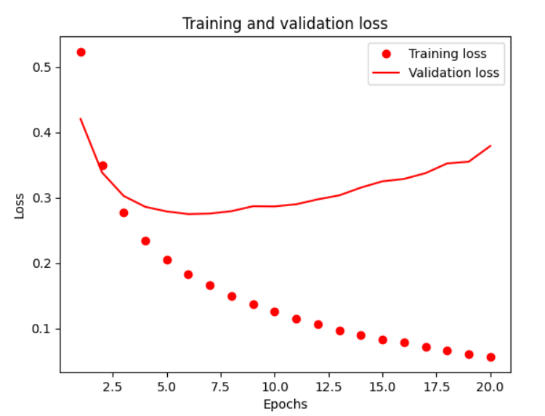 Training and validation loss
Training loss
Validation loss
Loss
0.5
0.4
0.3
0.2
0.1
2.5 5.0 7.5 10.0 12.5 15.0 17.5 20.0
Epochs